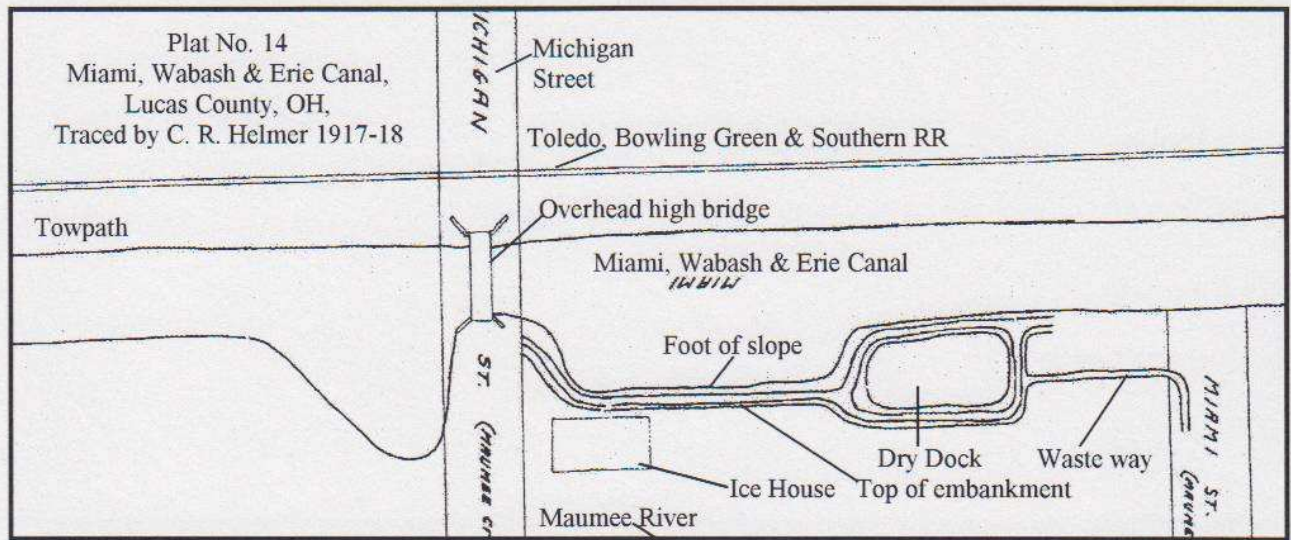 Plat No. 14
Miami, Wabash & Erie Canal,
Lucas County, OH,
Traced by C. R. Helmer 1917-18
ICHIGAN
Michigan
Street
Toledo, Bowling Green & Southern RR
Towpath
Overhead high bridge
Miami, Wabash & Erie Canal
MIAMI
Foot of slope
ST. (MAUMEE CT
MIAMI ST.
Dry Dock
Waste way
Ice House
Top of embankment
Maumee River